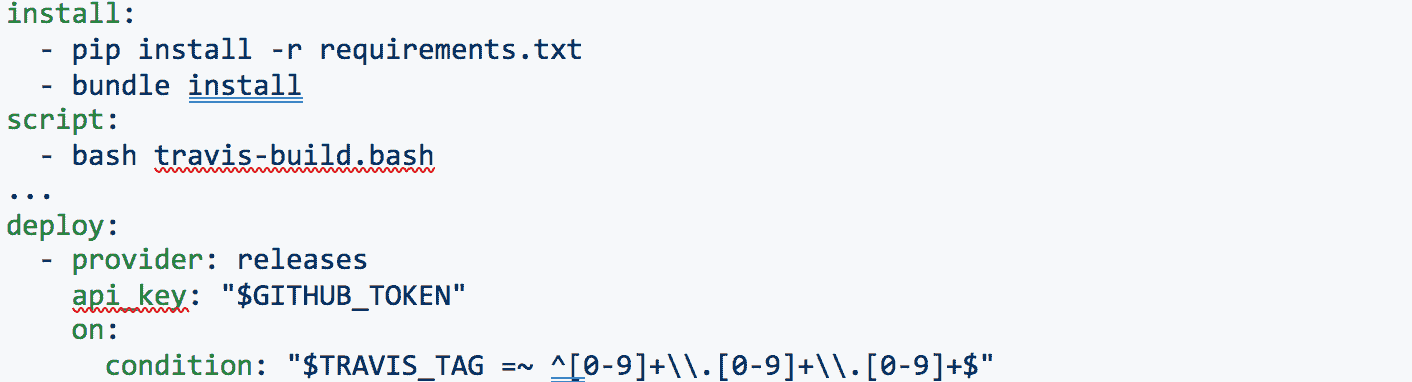 install:
  - pip install -r requirements.txt
  - bundle install
script:
  - bash travis-build.bash
...
deploy:
  - provider: releases
    api_key: "$GITHUB_TOKEN"
    on:
      condition: "$TRAVIS_TAG =~ ^[0-9]+\\.[0-9]+\\.[0-9]+$"